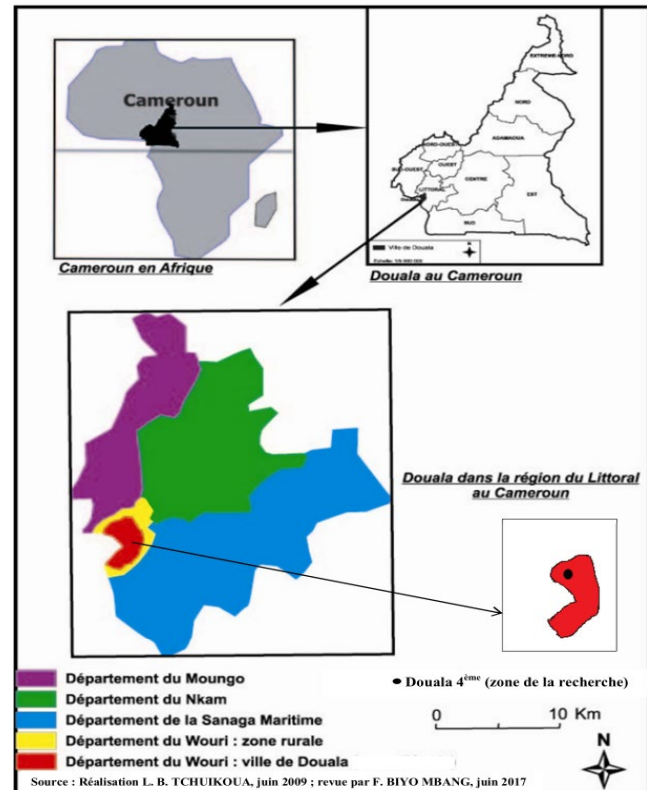 Cameroun
Cameroun en Afrique
EXTREME-NORD
NORD
ADAMAOUA
NORD-OUEST
SUD-OUEST
OUEST
CENTRE
LITTORAL
EST
SUD
Ville de Douala
N
Douala au Cameroun
Douala dans la région du Littoral
au Cameroun
Département du Moungo
Département du Nkam
Département de la Sanaga Maritime
Département du Wouri : zone rurale
Département du Wouri : ville de Douala
● Douala 4ème (zone de la recherche)
0 10 Km
N
Source : Réalisation L. B. TCHUIKOUA, juin 2009 ; revue par F. BIYO MBANG, juin 2017